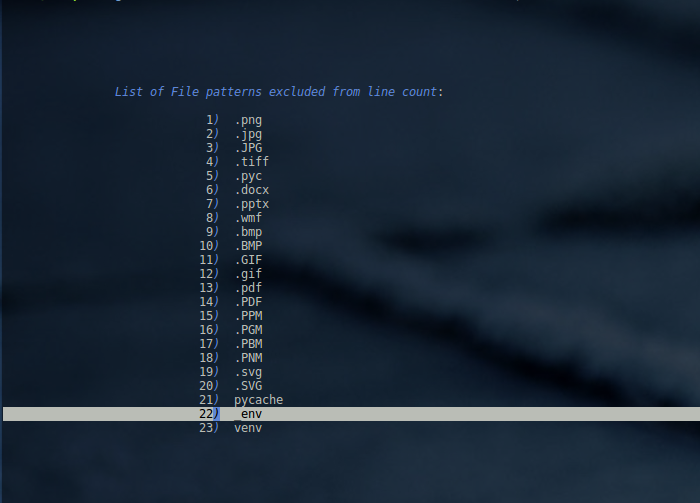 List of File patterns excluded from line count:
1) .png
2) .jpg
3) .JPG
4) .tiff
5) .pyc
6) .docx
7) .pptx
8) .wmf
9) .bmp
10) .BMP
11) .GIF
12) .gif
13) .pdf
14) .PDF
15) .PPM
16) .PGM
17) .PBM
18) .PNM
19) .svg
20) .SVG
21) pycache
22) _env
23) venv